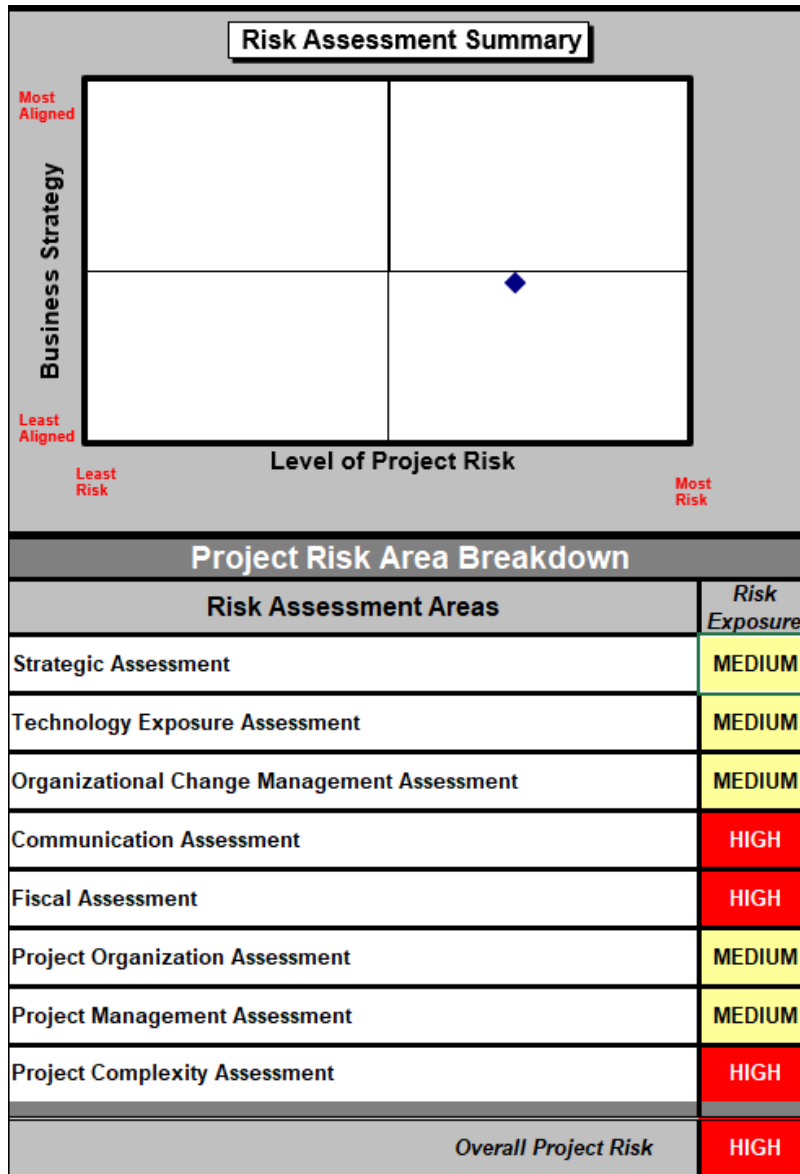 Risk Assessment Summary
Most
Aligned
Business Strategy
Least
Aligned
Level of Project Risk
Least
Risk
Most
Risk
Project Risk Area Breakdown
Risk Assessment Areas
Risk
Exposure
Strategic Assessment
MEDIUM
Technology Exposure Assessment
MEDIUM
Organizational Change Management Assessment
MEDIUM
Communication Assessment
HIGH
Fiscal Assessment
HIGH
Project Organization Assessment
MEDIUM
Project Management Assessment
MEDIUM
Project Complexity Assessment
HIGH
Overall Project Risk
HIGH